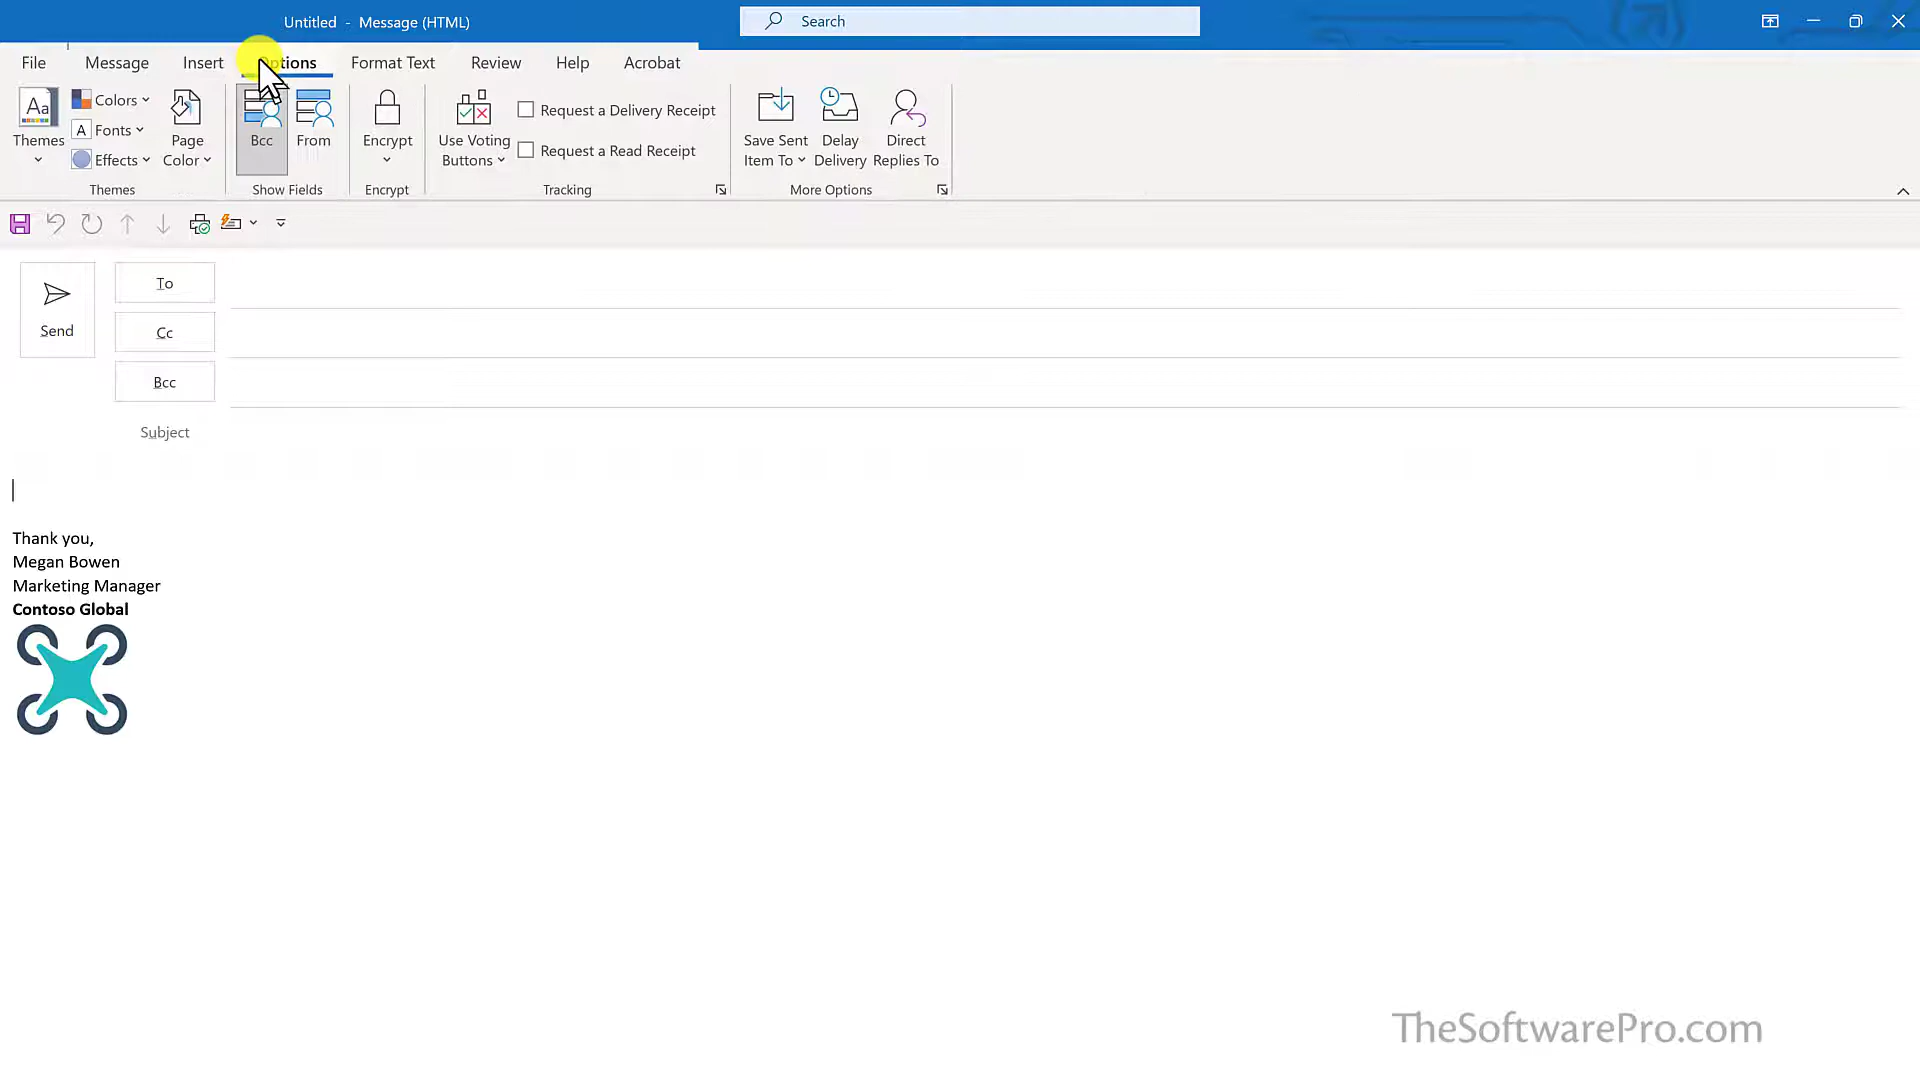 Untitled - Message (HTML)
Search
File Message Insert Options Format Text Review Help Acrobat
Aa
Themes
Colors
A Fonts
Effects
Page
Color
Themes
Bcc
From
Show Fields
Encrypt
Encrypt
Use Voting
Buttons
Request a Delivery Receipt
Request a Read Receipt
Tracking
Save Sent
Item To
Delay
Delivery
Direct
Replies To
More Options
Send
To
Cc
Bcc
Subject
Thank you,
Megan Bowen
Marketing Manager
Contoso Global
TheSoftwarePro.com